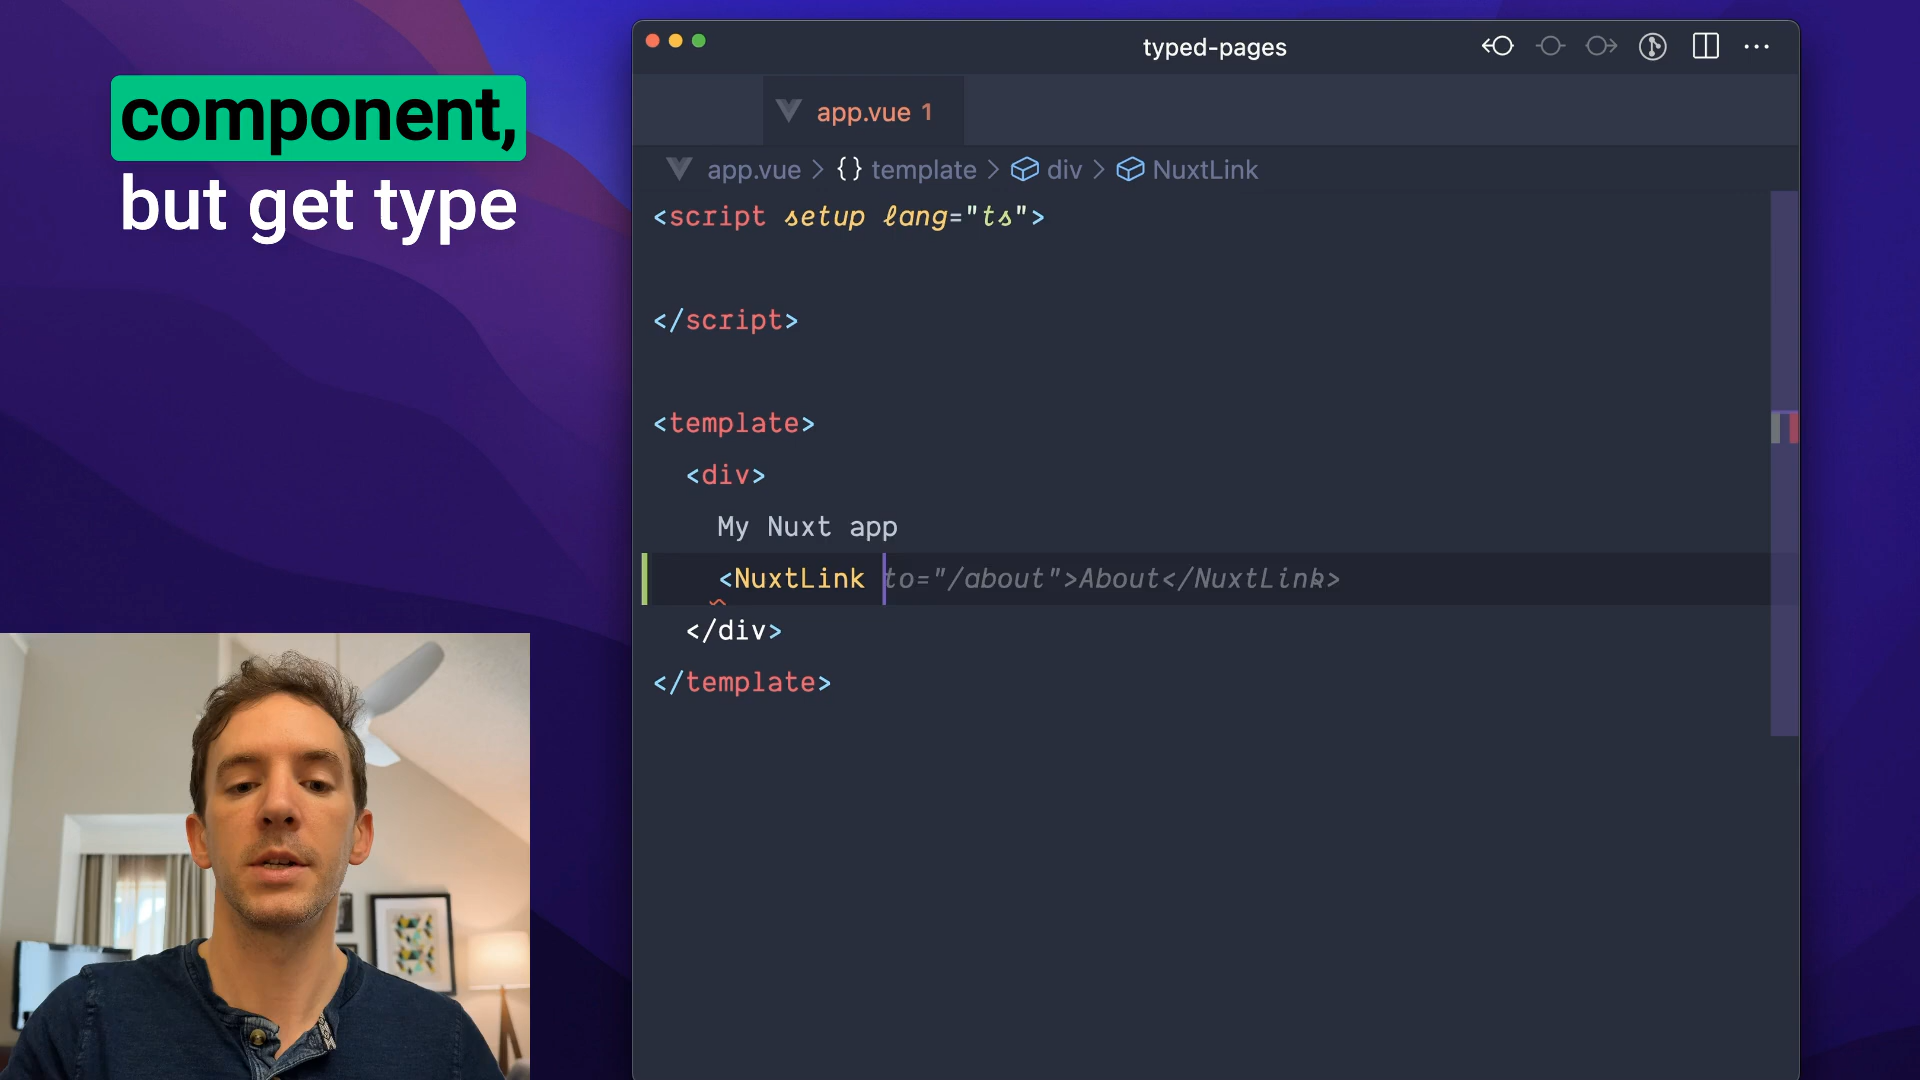 component,
but get type
typed-pages
app.vue 1
app.vue > {} template > div > NuxtLink
<script setup lang="ts">
</script>
<template>
<div>
My Nuxt app
<NuxtLink to="/about">About</NuxtLink>
</div>
</template>